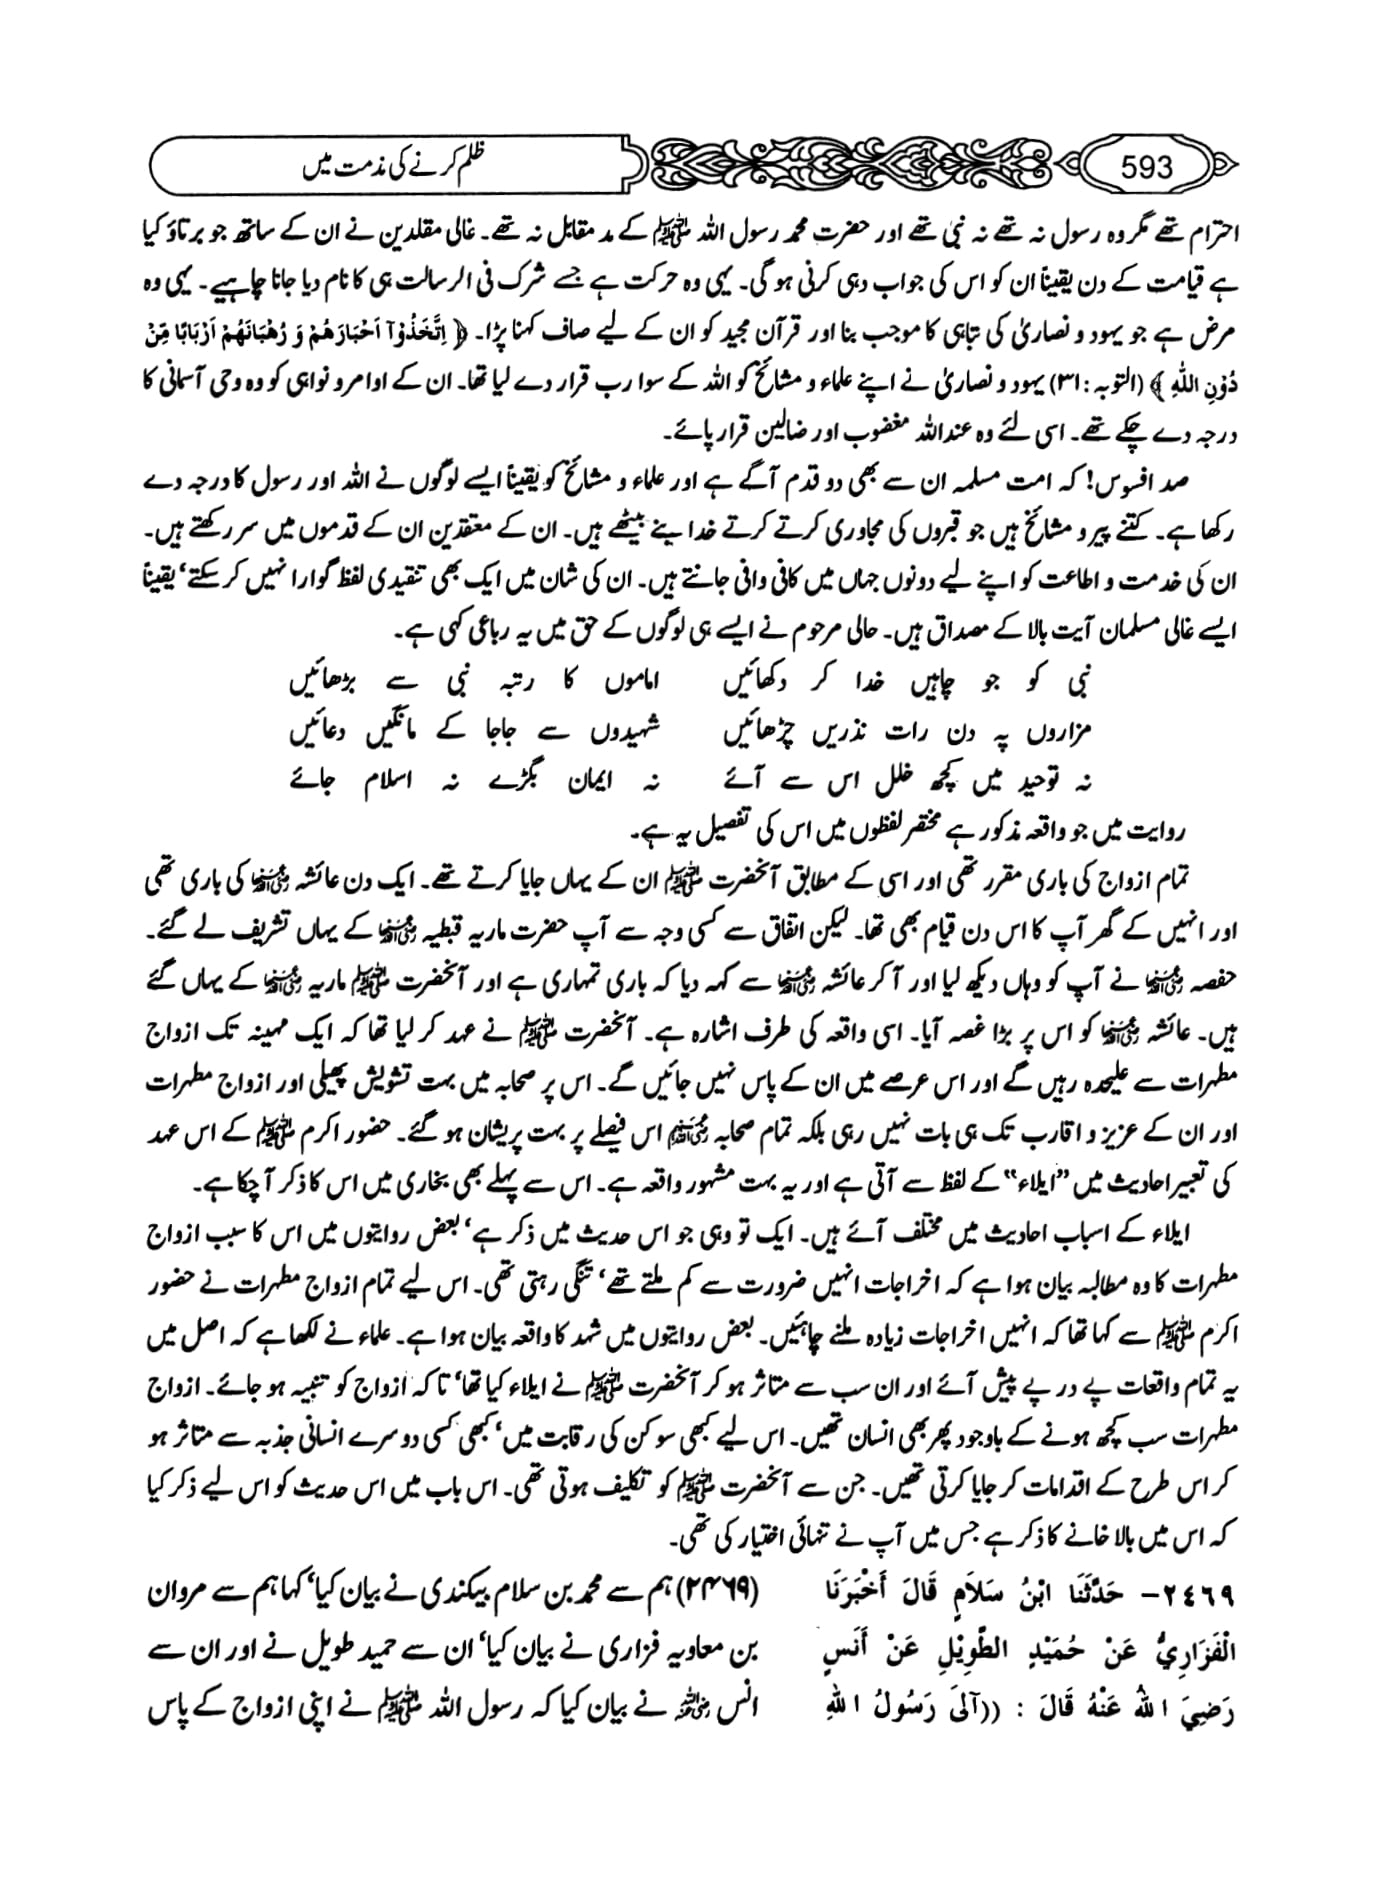 593
ظلم کرنے کی مذمت میں
احترام تھے مگر وہ رسول نہ تھے نہ نبی تھے اور حضرت محمد رسول اللہ ﷺ کے مد مقابل نہ تھے۔ غالی مقلدین نے ان کے ساتھ جو برتاؤ کیا
ہے قیامت کے دن یقیناً ان کو اس کی جواب دہی کرنی ہو گی۔ یہی وہ حرکت ہے جسے شرک فی الرسالت ہی کا نام دیا جانا چاہیے۔ یہی وہ
مرض ہے جو یہود و نصاریٰ کی تباہی کا موجب بنا اور قرآن مجید کو ان کے لیے صاف کہنا پڑا۔ ﴿ اِتَّخَذُوْآ اَحْبَارَهُمْ وَ رُهْبَانَهُمْ اَرْبَابًا مِّنْ
دُوْنِ اللّٰهِ ﴾ (التوبہ : ۳۱) یہود و نصاریٰ نے اپنے علماء و مشائخ کو اللہ کے سوا رب قرار دے لیا تھا۔ ان کے اوامر و نواہی کو وہ وحی آسمانی کا
درجہ دے چکے تھے۔ اسی لئے وہ عنداللہ مغضوب اور ضالین قرار پائے۔
صد افسوس! کہ امت مسلمہ ان سے بھی دو قدم آگے ہے اور علماء و مشائخ کو یقیناً ایسے لوگوں نے اللہ اور رسول کا درجہ دے
رکھا ہے۔ کتنے پیر و مشائخ ہیں جو قبروں کی مجاوری کرتے کرتے خدا بنے بیٹھے ہیں۔ ان کے معتقدین ان کے قدموں میں سر رکھتے ہیں۔
ان کی خدمت و اطاعت کو اپنے لیے دونوں جہاں میں کافی وافی جانتے ہیں۔ ان کی شان میں ایک بھی تنقیدی لفظ گوارا نہیں کر سکتے‘ یقیناً
ایسے غالی مسلمان آیت بالا کے مصداق ہیں۔ حالی مرحوم نے ایسے ہی لوگوں کے حق میں یہ رباعی کہی ہے۔
نبی کو جو چاہیں خدا کر دکھائیں اماموں کا رتبہ نبی سے بڑھائیں
مزاروں پہ دن رات نذریں چڑھائیں شہیدوں سے جاجا کے مانگیں دعائیں
نہ توحید میں کچھ خلل اس سے آئے نہ ایمان بگڑے نہ اسلام جائے
روایت میں جو واقعہ مذکور ہے مختصر لفظوں میں اس کی تفصیل یہ ہے۔
تمام ازواج کی باری مقرر تھی اور اسی کے مطابق آنحضرت ﷺ ان کے یہاں جایا کرتے تھے۔ ایک دن عائشہ رضی اللہ عنہا کی باری تھی
اور انہیں کے گھر آپ کا اس دن قیام بھی تھا۔ لیکن اتفاق سے کسی وجہ سے آپ حضرت ماریہ قبطیہ رضی اللہ عنہا کے یہاں تشریف لے گئے۔
حفصہ رضی اللہ عنہا نے آپ کو وہاں دیکھ لیا اور آ کر عائشہ رضی اللہ عنہا سے کہہ دیا کہ باری تمہاری ہے اور آنحضرت ﷺ ماریہ رضی اللہ عنہا کے یہاں گئے
ہیں۔ عائشہ رضی اللہ عنہا کو اس پر بڑا غصہ آیا۔ اسی واقعہ کی طرف اشارہ ہے۔ آنحضرت ﷺ نے عہد کر لیا تھا کہ ایک مہینہ تک ازواج
مطہرات سے علیحدہ رہیں گے اور اس عرصے میں ان کے پاس نہیں جائیں گے۔ اس پر صحابہ میں بہت تشویش پھیلی اور ازواج مطہرات
اور ان کے عزیز و اقارب تک ہی بات نہیں رہی بلکہ تمام صحابہ رضی اللہ عنہم اس فیصلے پر بہت پریشان ہو گئے۔ حضور اکرم ﷺ کے اس عہد
کی تعبیر احادیث میں ”ایلاء“ کے لفظ سے آتی ہے اور یہ بہت مشہور واقعہ ہے۔ اس سے پہلے بھی بخاری میں اس کا ذکر آ چکا ہے۔
ایلاء کے اسباب احادیث میں مختلف آئے ہیں۔ ایک تو وہی جو اس حدیث میں ذکر ہے‘ بعض روایتوں میں اس کا سبب ازواج
مطہرات کا وہ مطالبہ بیان ہوا ہے کہ اخراجات انہیں ضرورت سے کم ملتے تھے‘ تنگی رہتی تھی۔ اس لیے تمام ازواج مطہرات نے حضور
اکرم ﷺ سے کہا تھا کہ انہیں اخراجات زیادہ ملنے چاہئیں۔ بعض روایتوں میں شہد کا واقعہ بیان ہوا ہے۔ علماء نے لکھا ہے کہ اصل میں
یہ تمام واقعات پے در پے پیش آئے اور ان سب سے متاثر ہو کر آنحضرت ﷺ نے ایلاء کیا تھا‘ تاکہ ازواج کو تنبیہ ہو جائے۔ ازواج
مطہرات سب کچھ ہونے کے باوجود پھر بھی انسان تھیں۔ اس لیے کبھی سوکن کی رقابت میں‘ کبھی کسی دوسرے انسانی جذبہ سے متاثر ہو
کر اس طرح کے اقدامات کر جایا کرتی تھیں۔ جن سے آنحضرت ﷺ کو تکلیف ہوتی تھی۔ اس باب میں اس حدیث کو اس لیے ذکر کیا
کہ اس میں بالا خانے کا ذکر ہے جس میں آپ نے تنہائی اختیار کی تھی۔
٢٤٦٩– حَدَّثَنَا ابْنُ سَلاَمٍ قَالَ أَخْبَرَنَا
الْفَزَارِيُّ عَنْ حُمَيْدٍ الطَّوِيْلِ عَنْ أَنَسٍ
رَضِيَ اللهُ عَنْهُ قَالَ : ((آلَى رَسُولُ اللهِ
(۲۴۶۹) ہم سے محمد بن سلام بیکندی نے بیان کیا‘ کہا ہم سے مروان
بن معاویہ فزاری نے بیان کیا‘ ان سے حمید طویل نے اور ان سے
انس رضی اللہ عنہ نے بیان کیا کہ رسول اللہ ﷺ نے اپنی ازواج کے پاس